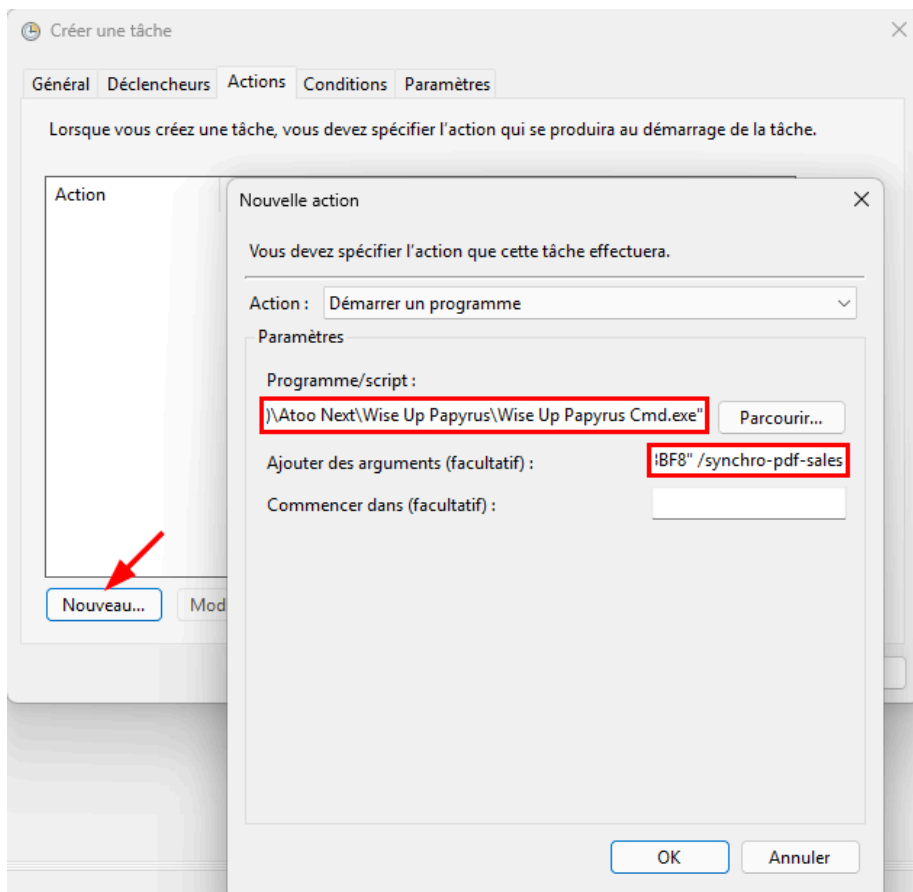 Créer une tâche
Général Déclencheurs Actions Conditions Paramètres
Lorsque vous créez une tâche, vous devez spécifier l'action qui se produira au démarrage de la tâche.
Action
Nouvelle action
Vous devez spécifier l'action que cette tâche effectuera.
Action : Démarrer un programme
Paramètres
Programme/script :
)\Atoo Next\Wise Up Papyrus\Wise Up Papyrus Cmd.exe" Parcourir...
Ajouter des arguments (facultatif) : BF8" /synchro-pdf-sales
Commencer dans (facultatif) :
Nouveau... Mod
OK Annuler